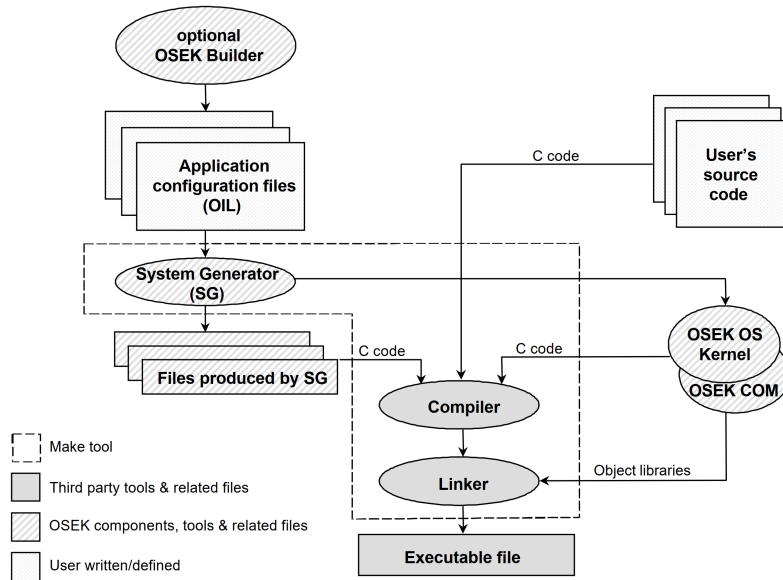 optional
OSEK Builder
Application
configuration files
(OIL)
C code
User's
source
code
System Generator
(SG)
Files produced by SG
C code
C code
OSEK OS
Kernel
OSEK COM
Compiler
Linker
Object libraries
Executable file
Make tool
Third party tools & related files
OSEK components, tools & related files
User written/defined